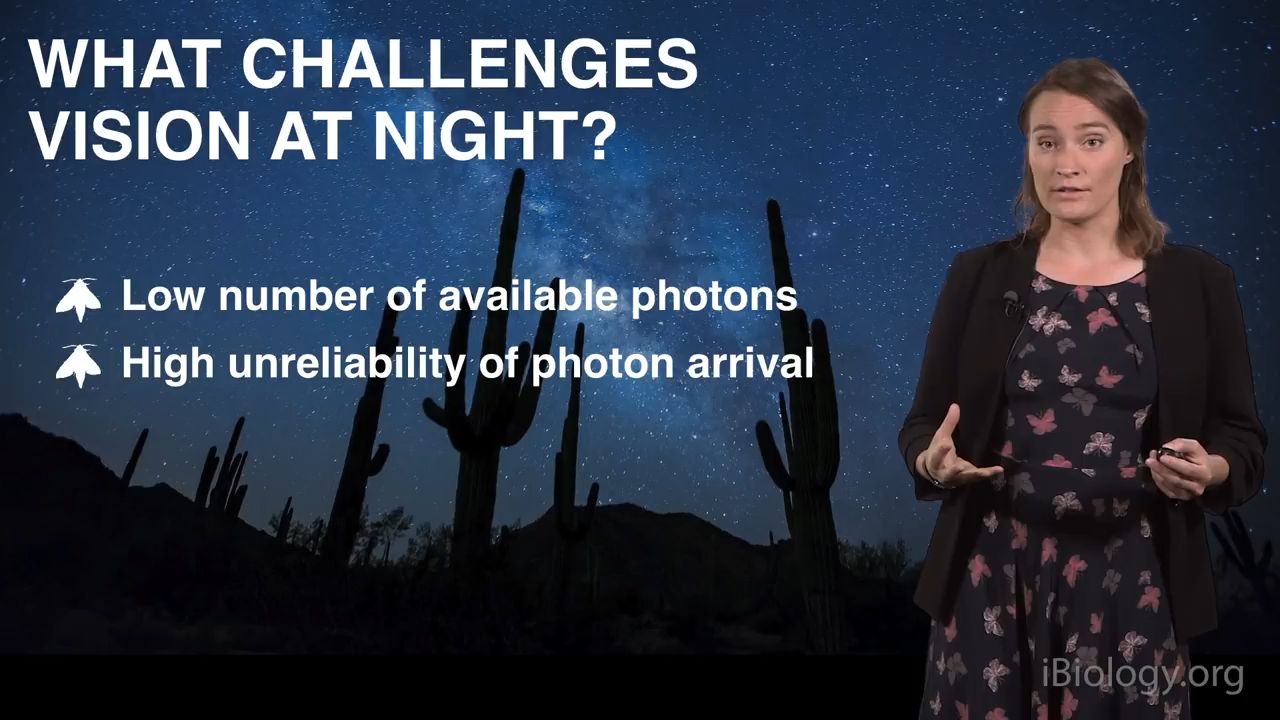 WHAT CHALLENGES
VISION AT NIGHT?
Low number of available photons
High unreliability of photon arrival
iBiology.org